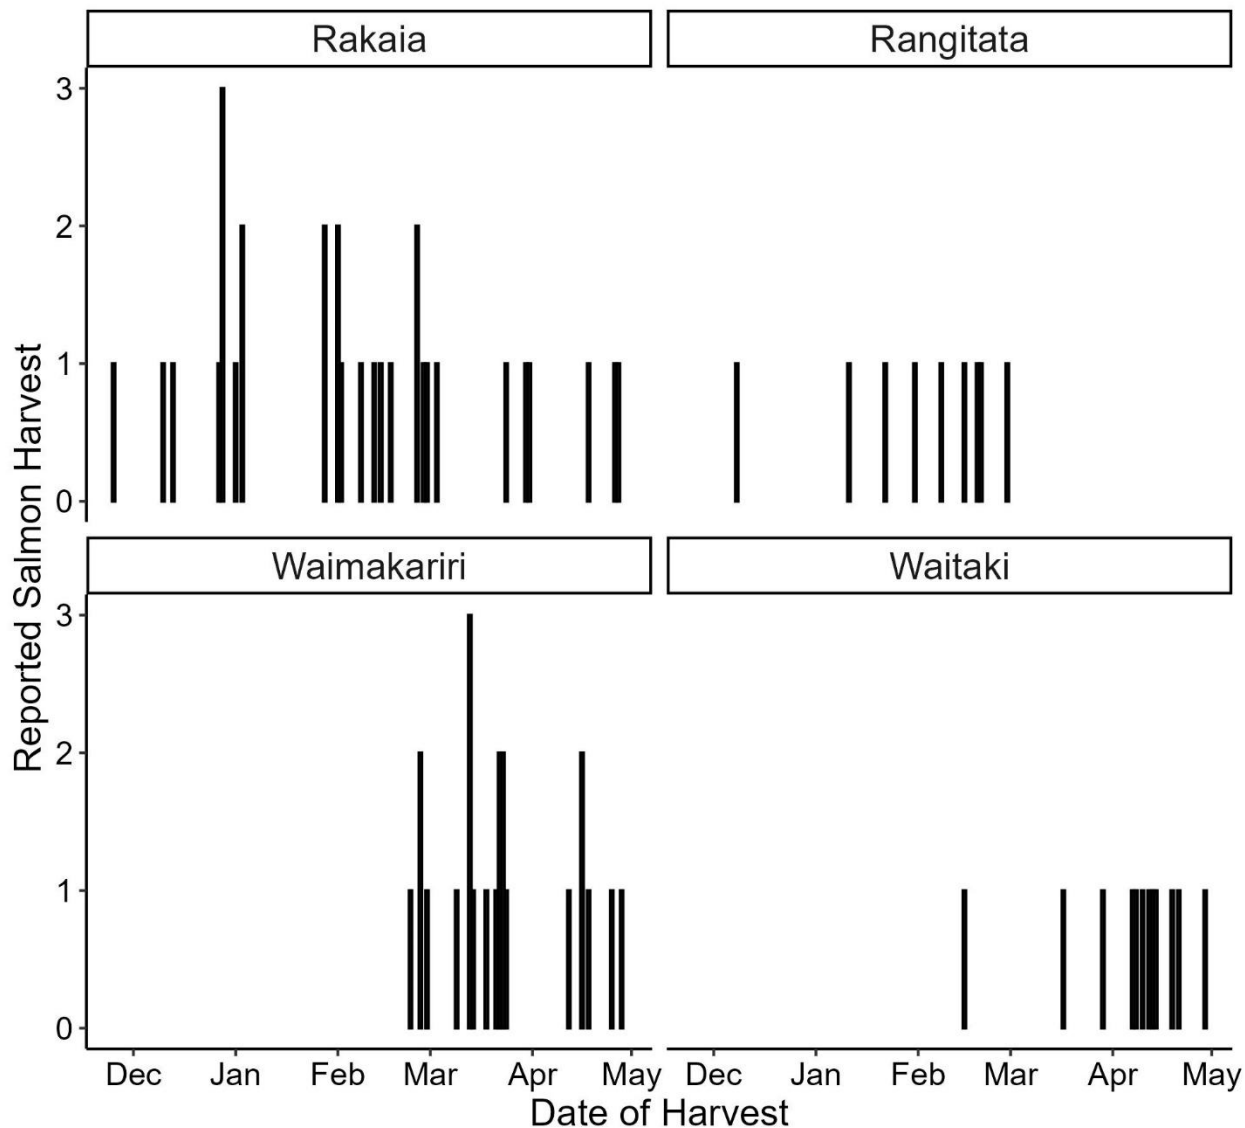 Rakaia
Rangitata
3
2
1
0
Waimakariri
Waitaki
3
2
1
0
Reported Salmon Harvest
Dec Jan Feb Mar Apr May
Dec Jan Feb Mar Apr May
Date of Harvest